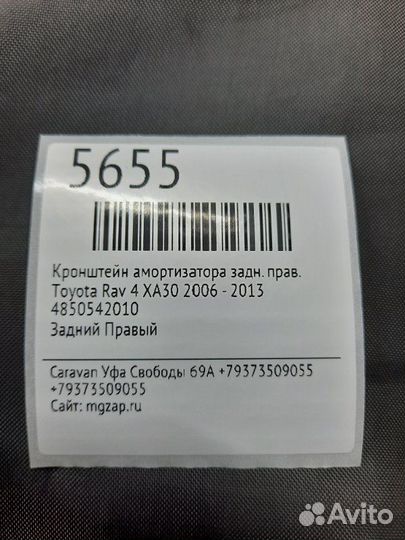 5655
Кронштейн амортизатора задн. прав.
Toyota Rav 4 XA30 2006 - 2013
4850542010
Задний Правый
Caravan Уфа Свободы 69А +79373509055
+79373509055
Сайт: mgzap.ru
Avito